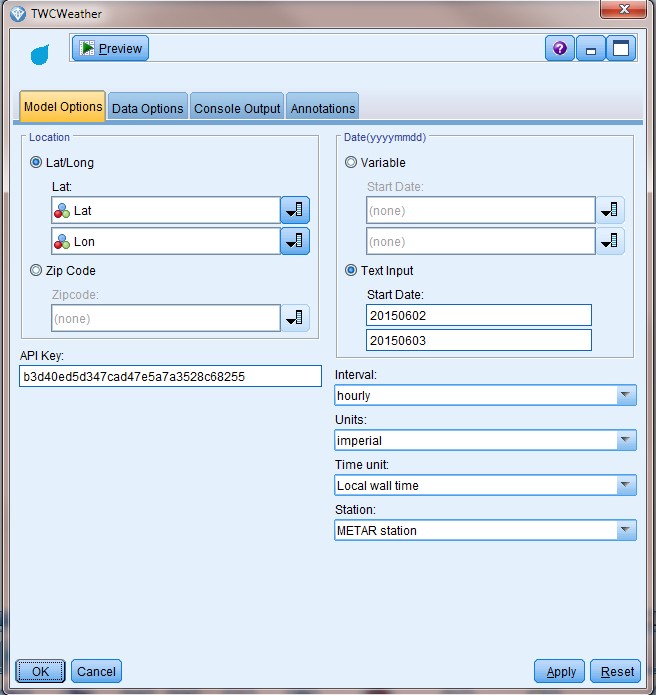 TWCWeather
Preview
Model Options
Data Options
Console Output
Annotations
Location
Lat/Long
Lat:
Lat
Lon
Zip Code
Zipcode:
(none)
API Key:
b3d40ed5d347cad47e5a7a3528c68255
Date(yyyymmdd)
Variable
Start Date:
(none)
(none)
Text Input
Start Date:
20150602
20150603
Interval:
hourly
Units:
imperial
Time unit:
Local wall time
Station:
METAR station
OK
Cancel
Apply
Reset